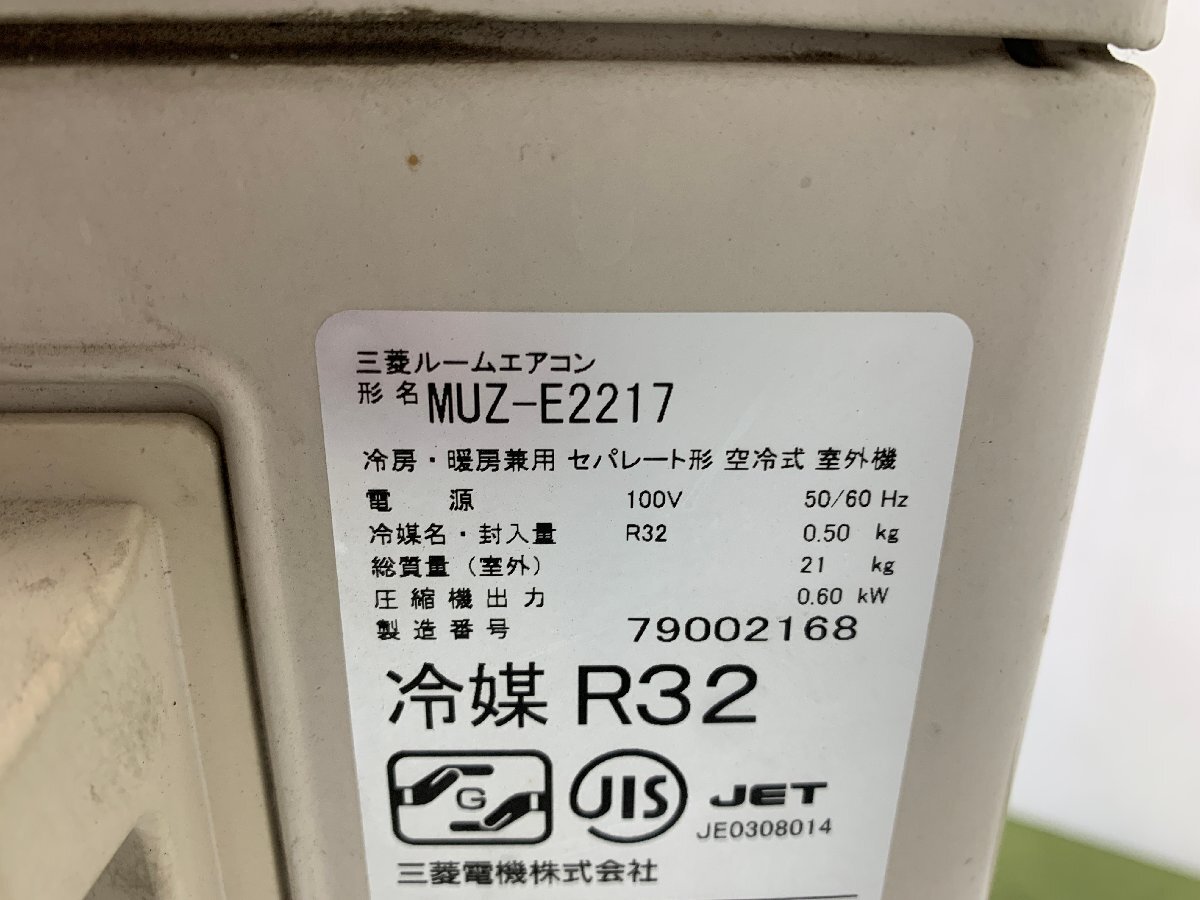 三菱ルームエアコン
形名 MUZ-E2217
冷房・暖房兼用 セパレート形 空冷式 室外機
電源 100V 50/60 Hz
冷媒名・封入量 R32 0.50 kg
総質量(室外) 21 kg
圧縮機出力 0.60 kW
製造番号 79002168
冷媒 R32
G JIS JET
JE0308014
三菱電機株式会社